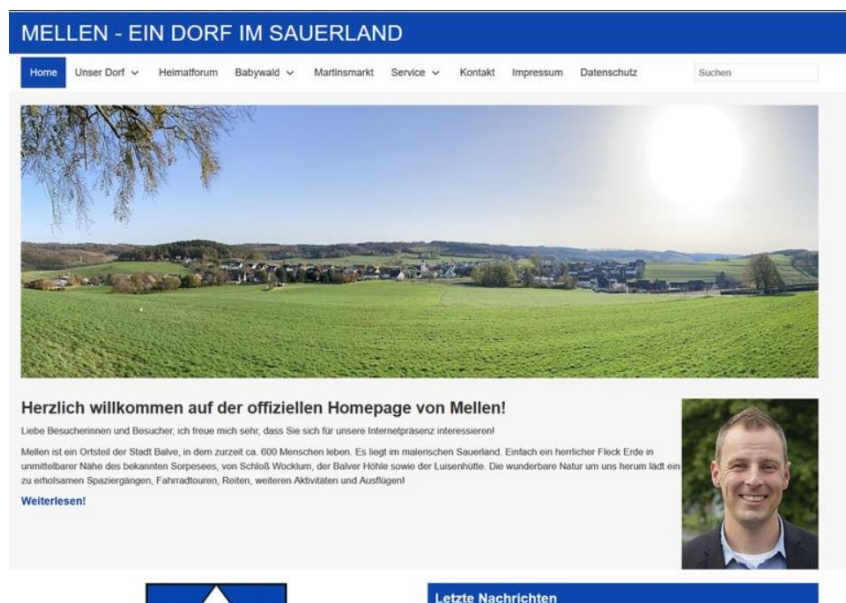 MELLEN - EIN DORF IM SAUERLAND
Home Unser Dorf Heimatforum Babywald Martinsmarkt Service Kontakt Impressum Datenschutz Suchen
Herzlich willkommen auf der offiziellen Homepage von Mellen!
Liebe Besucherinnen und Besucher, ich freue mich sehr, dass Sie sich für unsere Internetpräsenz interessieren!
Mellen ist ein Ortsteil der Stadt Balve, in dem zurzeit ca. 600 Menschen leben. Es liegt im malerischen Sauerland. Einfach ein herrlicher Fleck Erde in
unmittelbarer Nähe des bekannten Sorpesees, von Schloß Wocklum, der Balver Höhle sowie der Luisenhütte. Die wunderbare Natur um uns herum lädt ein
zu erholsamen Spaziergängen, Fahrradtouren, Reiten, weiteren Aktivitäten und Ausflügen!
Weiterlesen!
Letzte Nachrichten